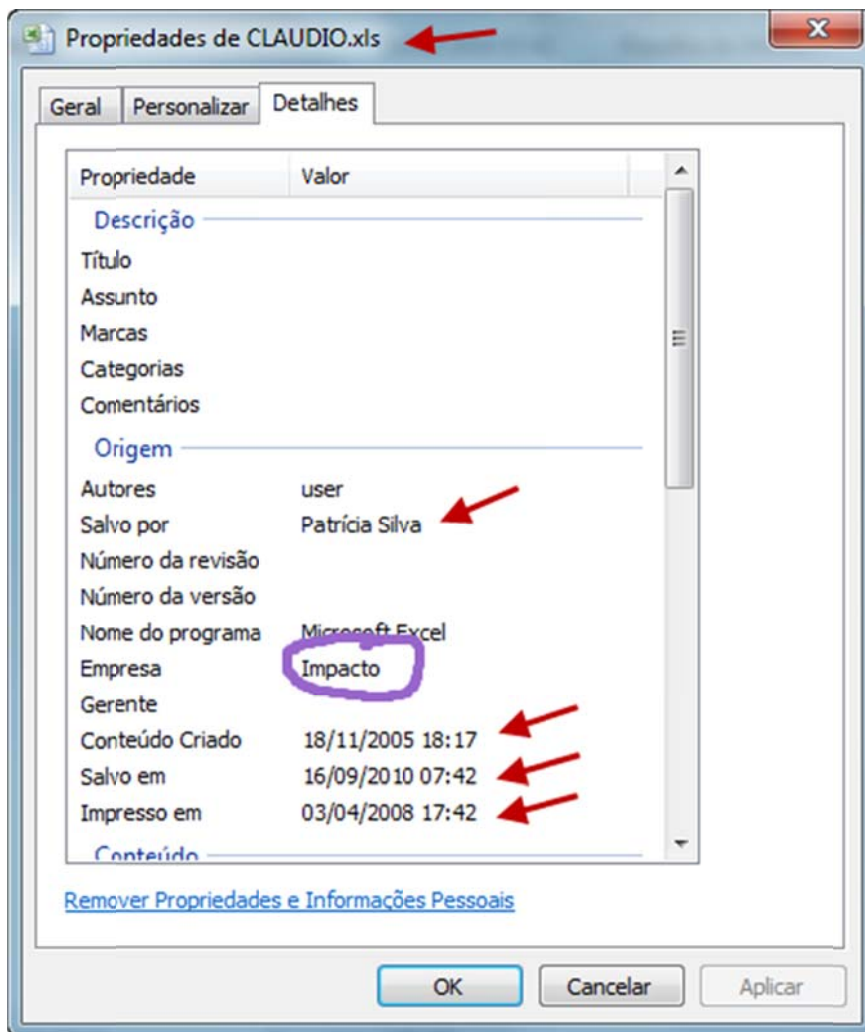 Propriedades de CLAUDIO.xls
Geral Personalizar Detalhes
Propriedade Valor
Descrição
Título
Assunto
Marcas
Categorias
Comentários
Origem
Autores user
Salvo por Patrícia Silva
Número da revisão
Número da versão
Nome do programa Microsoft Excel
Empresa Impacto
Gerente
Conteúdo Criado 18/11/2005 18:17
Salvo em 16/09/2010 07:42
Impresso em 03/04/2008 17:42
Conteúdo
Remover Propriedades e Informações Pessoais
OK Cancelar Aplicar